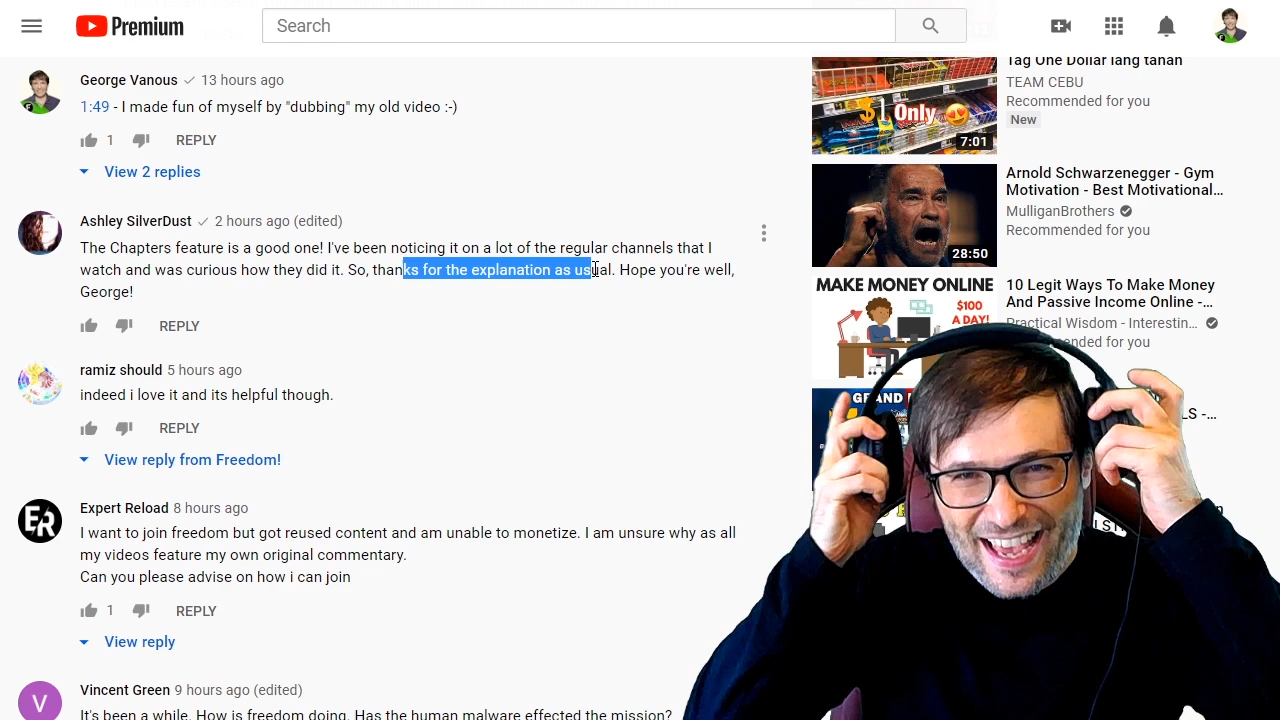 Premium
Search
George Vanous 13 hours ago
1:49 - I made fun of myself by "dubbing" my old video :-)
1
REPLY
View 2 replies
Ashley SilverDust 2 hours ago (edited)
The Chapters feature is a good one! I've been noticing it on a lot of the regular channels that I
watch and was curious how they did it. So, thanks for the explanation as usual. Hope you're well,
George!
REPLY
ramiz should 5 hours ago
indeed i love it and its helpful though.
REPLY
View reply from Freedom!
Expert Reload 8 hours ago
ER
I want to join freedom but got reused content and am unable to monetize. I am unsure why as all
my videos feature my own original commentary.
Can you please advise on how i can join
1
REPLY
View reply
Vincent Green 9 hours ago (edited)
V
It's been a while. How is freedom doing. Has the human malware effected the mission?
Tag One Dollar lang tanan
TEAM CEBU
Recommended for you
New
$1 Only
7:01
Arnold Schwarzenegger - Gym
Motivation - Best Motivational...
MulliganBrothers
Recommended for you
28:50
MAKE MONEY ONLINE
$100
A DAY!
10 Legit Ways To Make Money
And Passive Income Online -...
Practical Wisdom - Interestin...
ended for you
GRAND
LS -...